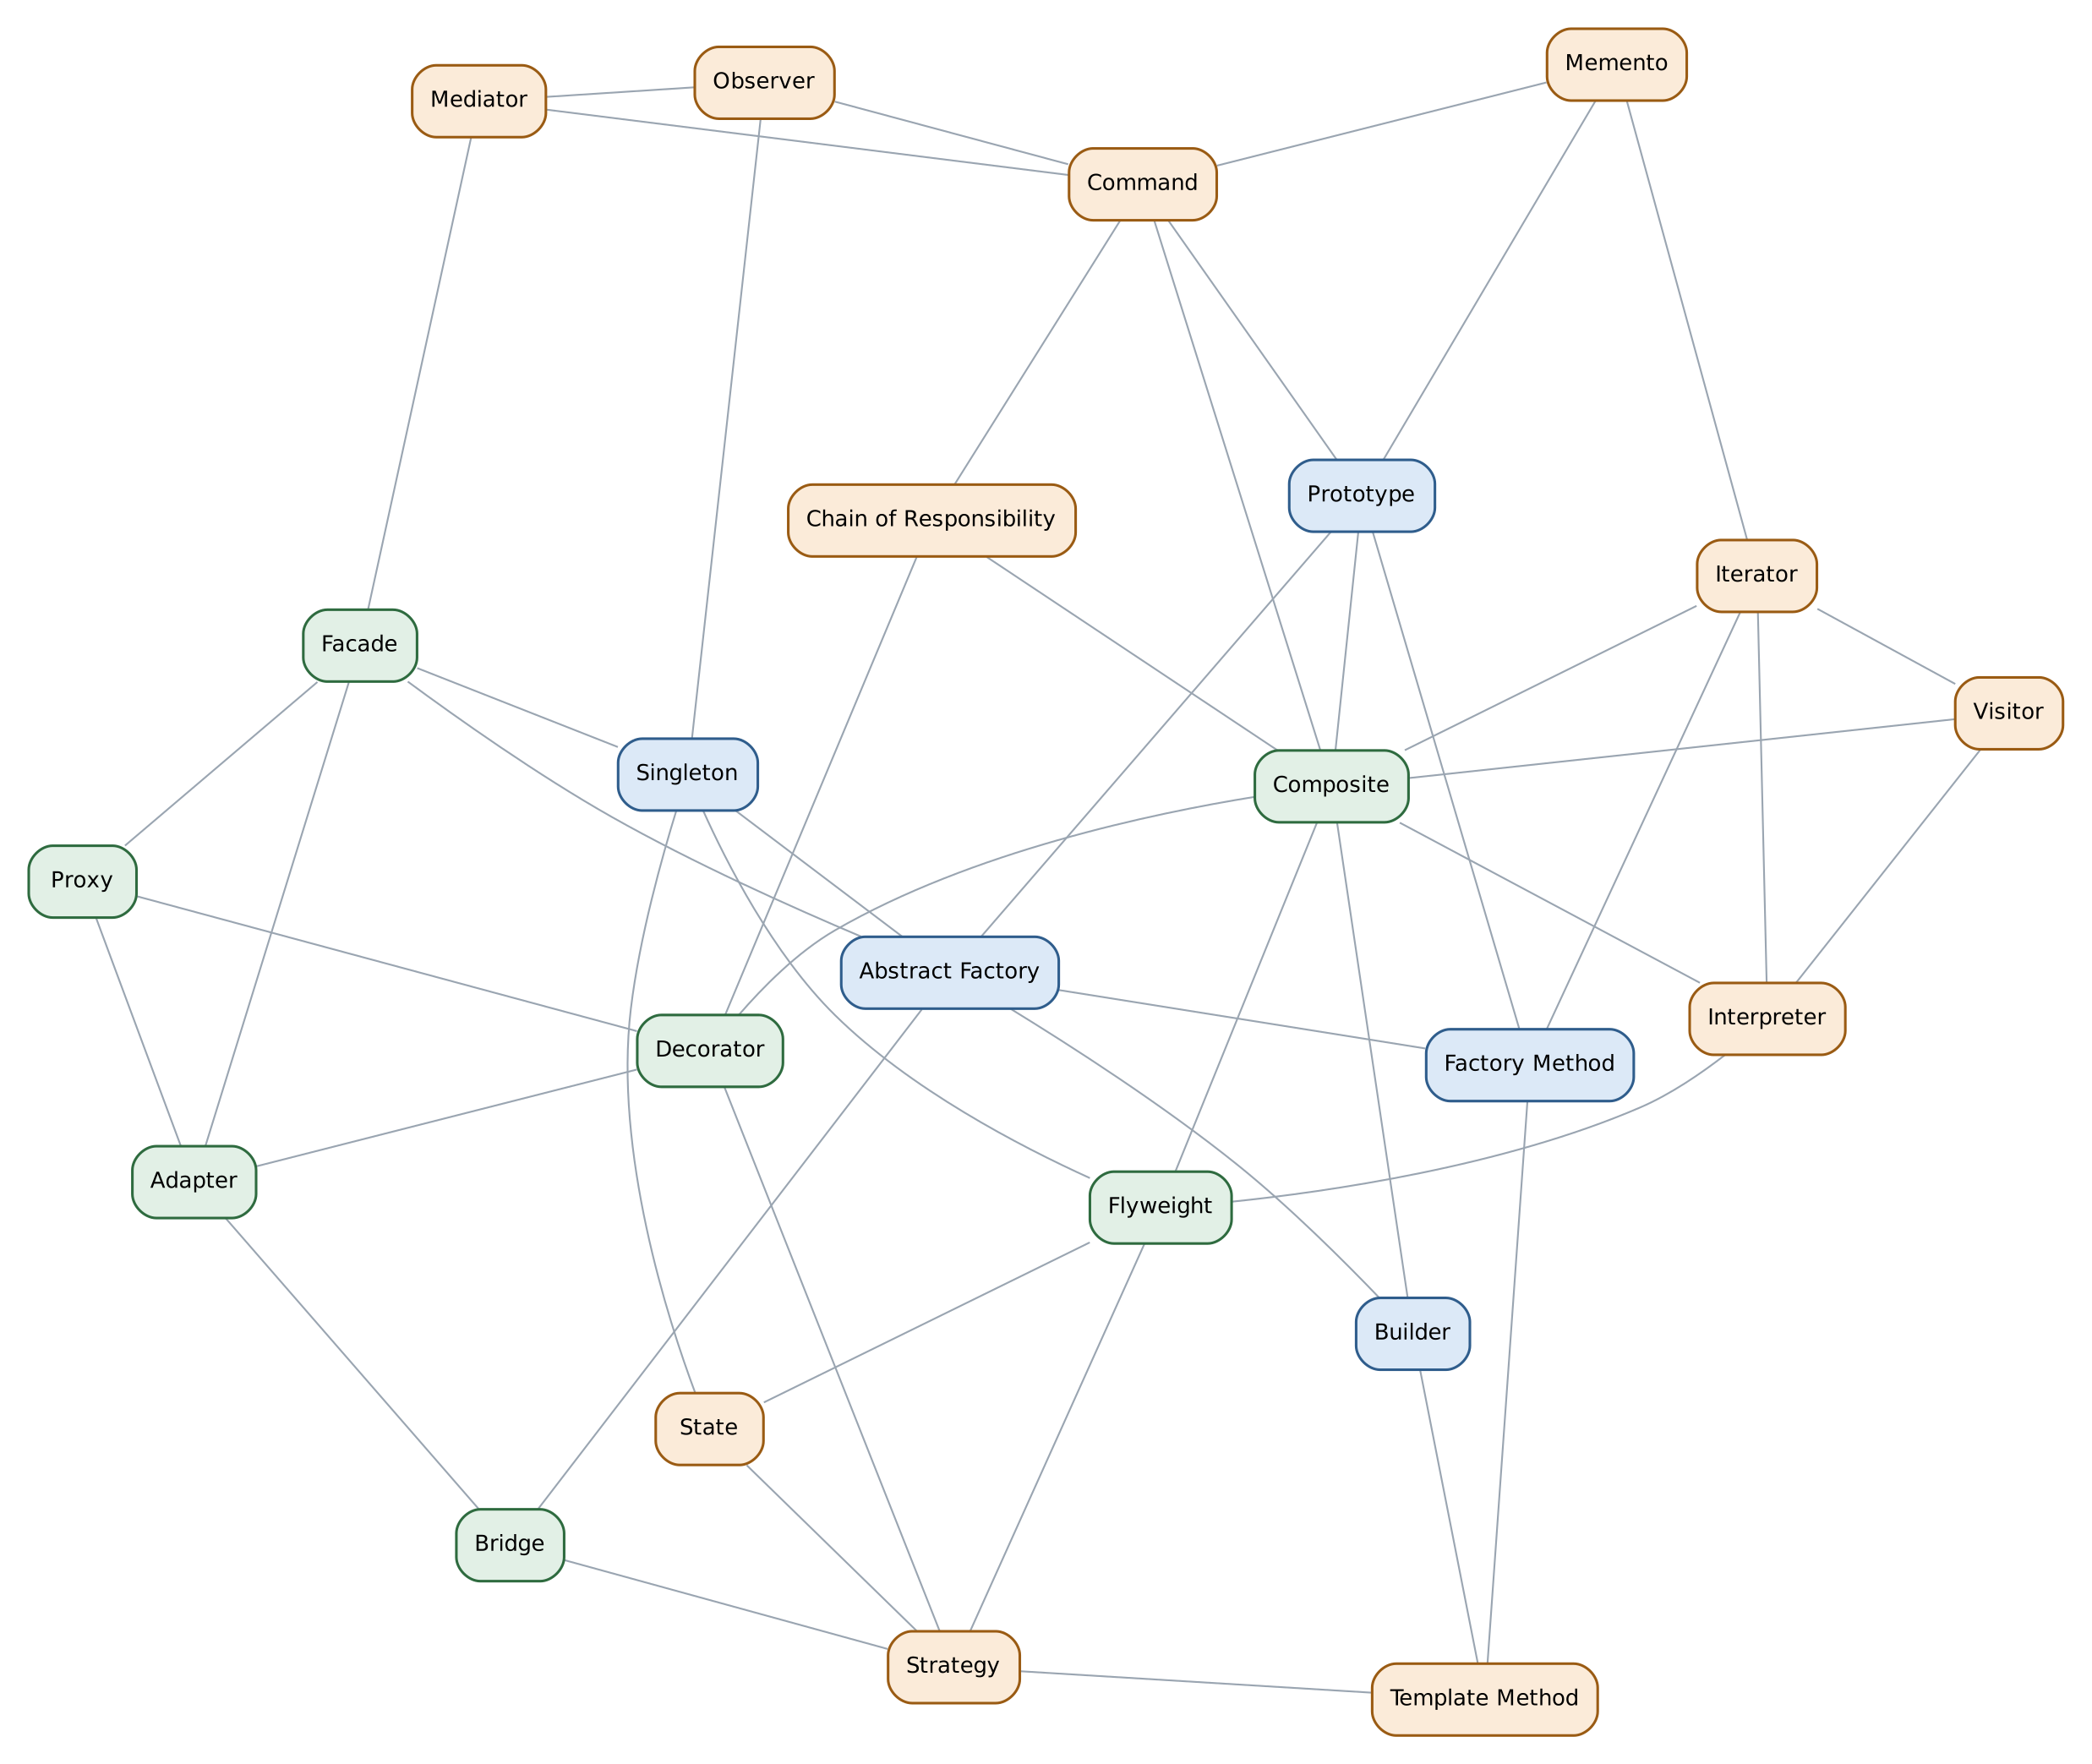 Memento
Observer
Mediator
Command
Prototype
Chain of Responsibility
Iterator
Facade
Visitor
Singleton
Composite
Proxy
Abstract Factory
Interpreter
Decorator
Factory Method
Adapter
Flyweight
Builder
State
Bridge
Strategy
Template Method